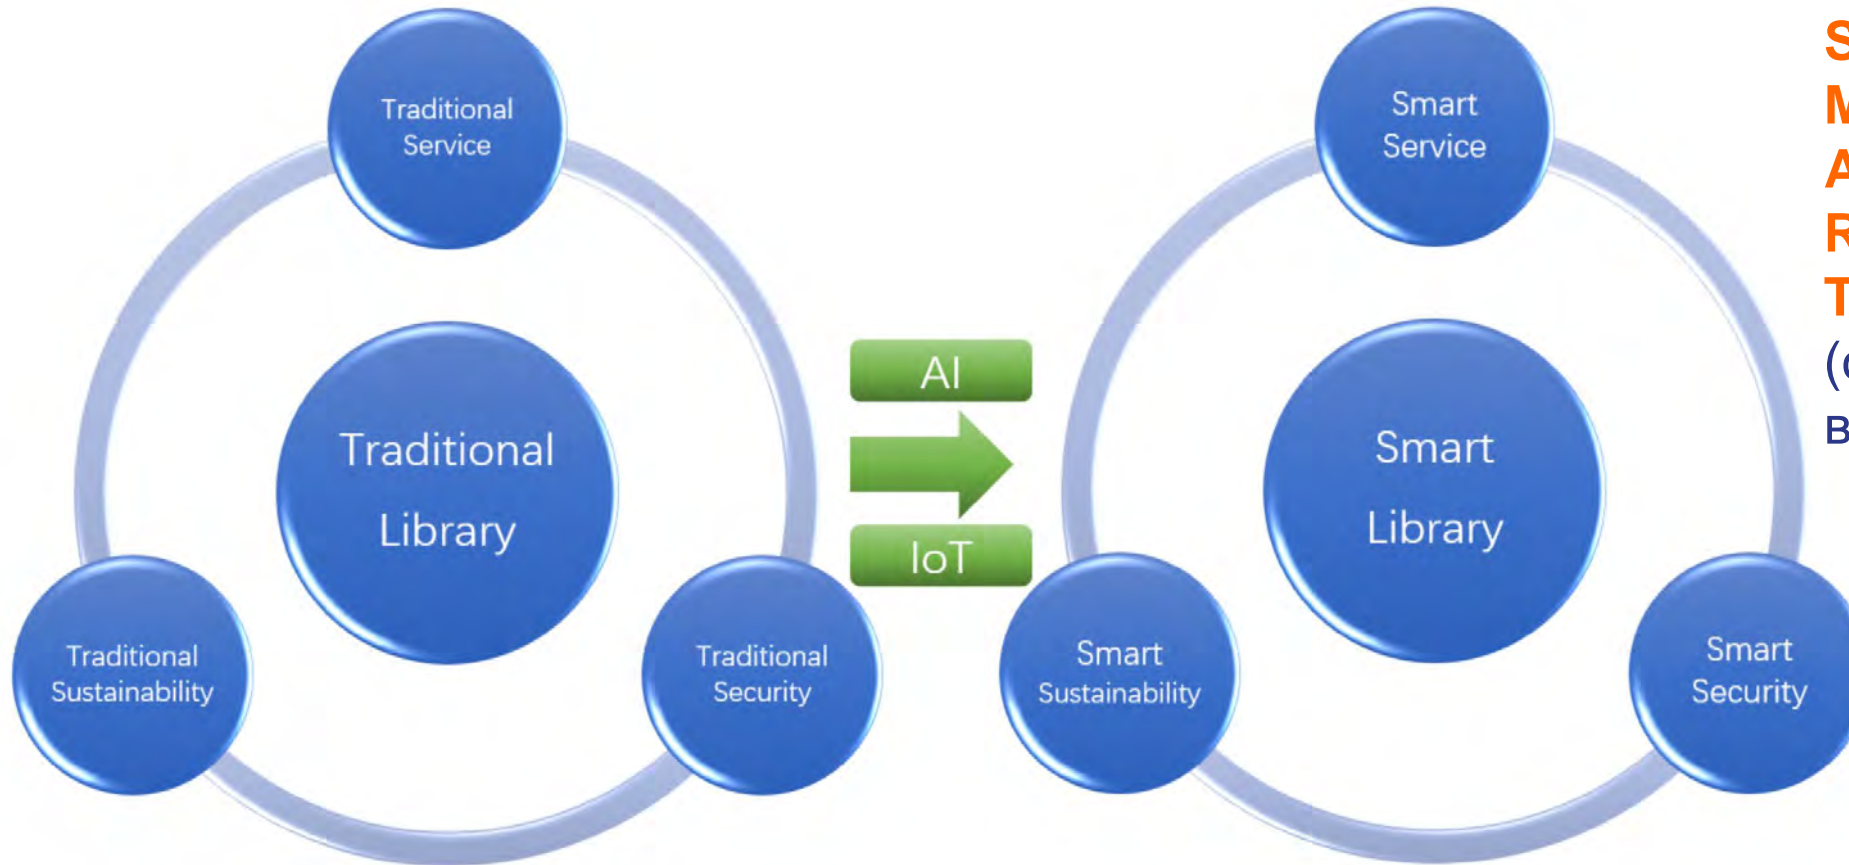 Traditional
Service
Traditional
Library
Traditional
Sustainability
Traditional
Security
AI
IoT
Smart
Service
Smart
Library
Smart
Sustainability
Smart
Security
S
M
A
R
T